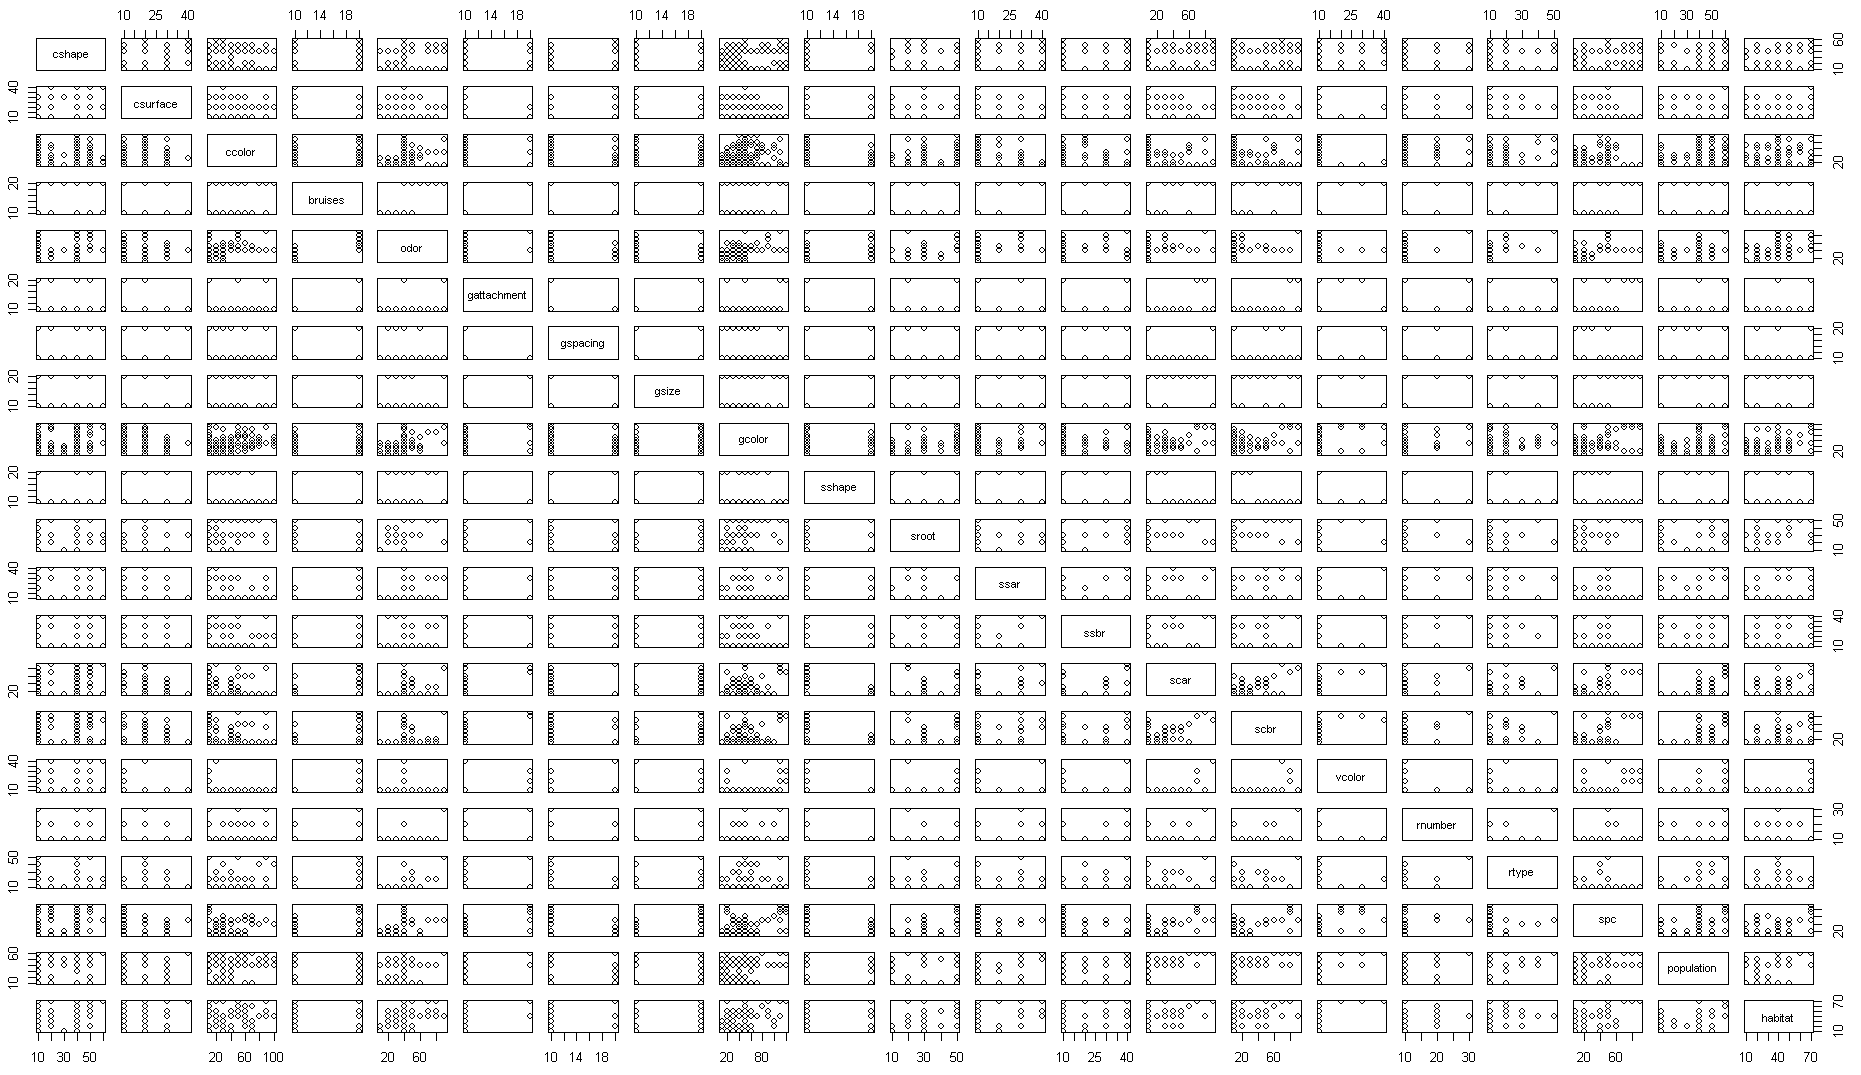 10 25 40 10 14 18 10 14 18 10 14 18 10 14 18 10 25 40 20 60 10 25 40 10 30 50 10 30 50
cshape 10 60
10 40 csurface
ccolor 20
10 20 bruises
odor 20
10 20 gattachment
gspacing 10 20
10 20 gsize
gcolor 20
10 20 sshape
sroot 10 50
10 40 ssar
ssbr 10 40
20 scar
scbr 20
10 40 vcolor
rnumber 10 30
10 50 rtype
spc 20
10 60 population
habitat 10 70
10 30 50 20 60 100 20 60 10 14 18 20 80 10 30 50 10 25 40 20 60 10 20 30 20 60 10 40 70